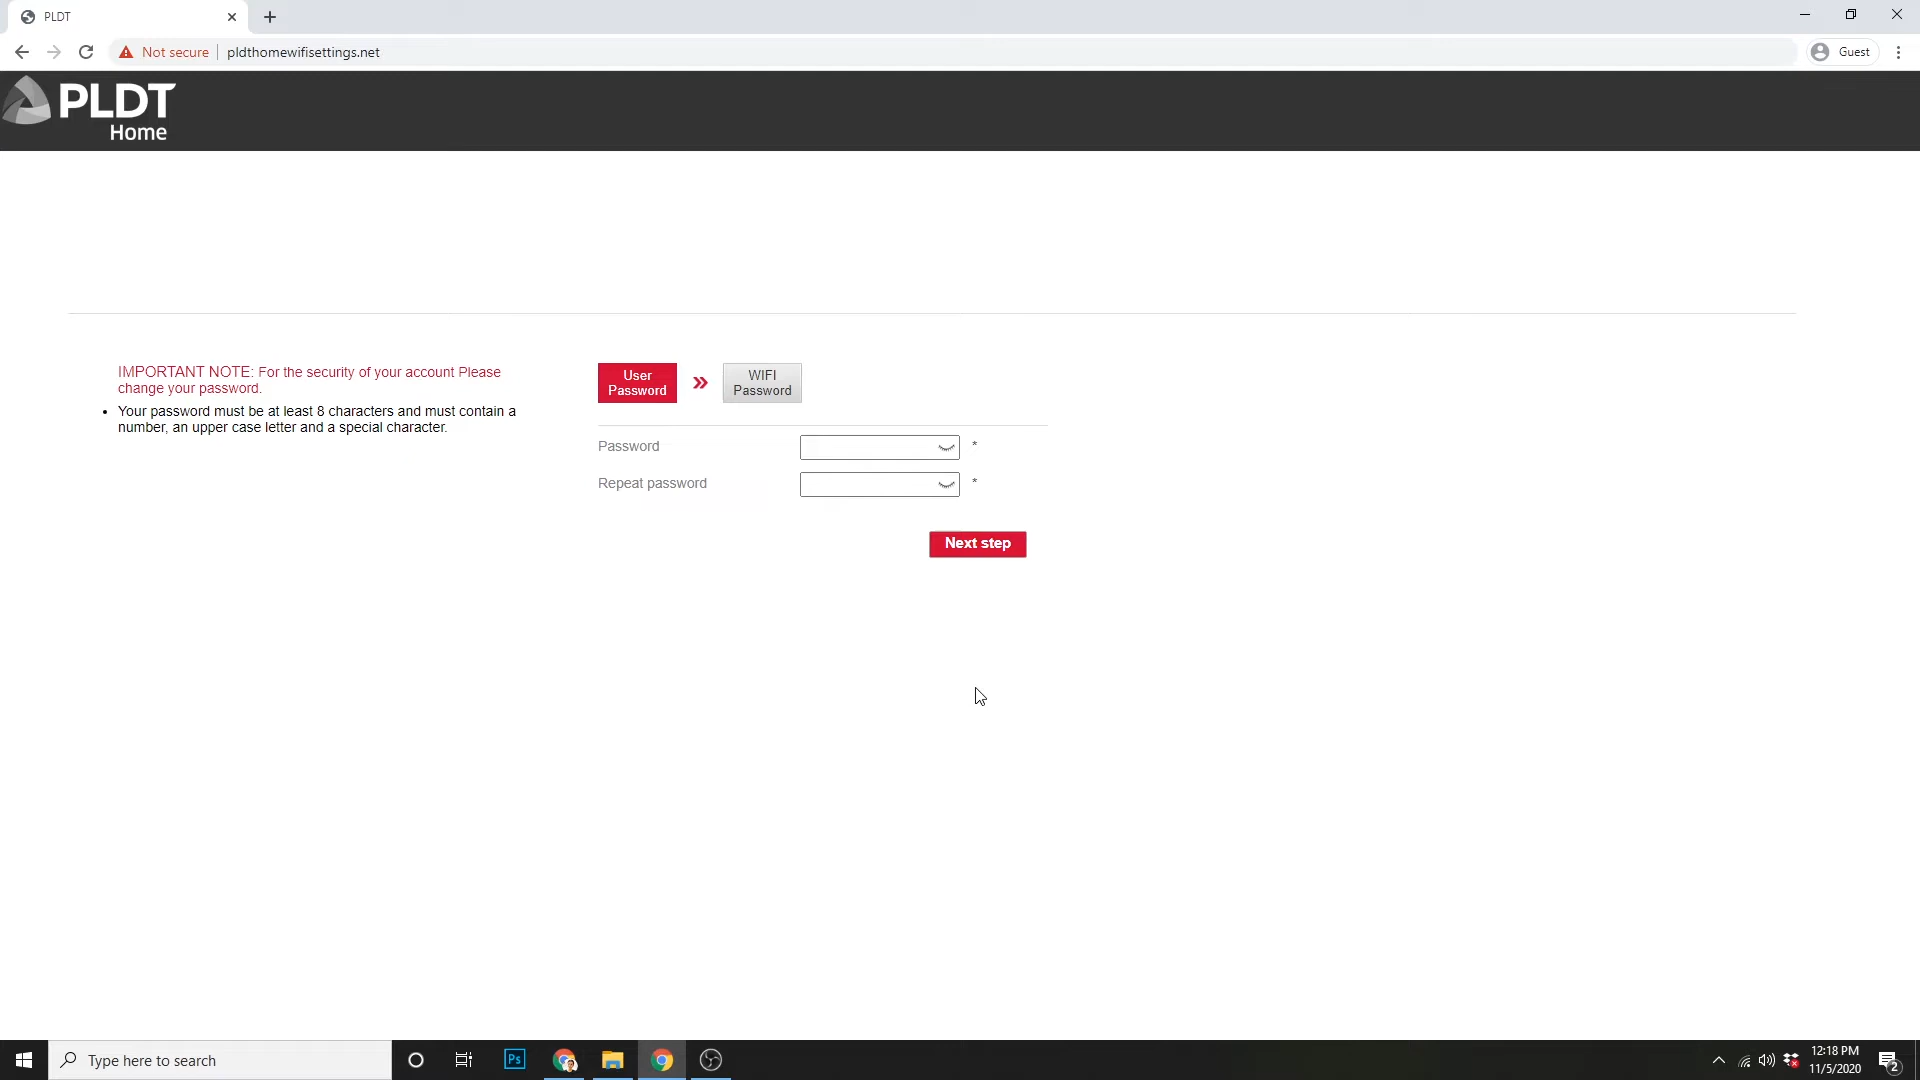 PLDT
Not secure
pldthomewifisettings.net
Guest
PLDT
Home
IMPORTANT NOTE: For the security of your account Please
change your password.
Your password must be at least 8 characters and must contain a
number, an upper case letter and a special character.
User
Password
»
WIFI
Password
Password
*
Repeat password
*
Next step
Type here to search
Ps
12:18 PM
11/5/2020
2